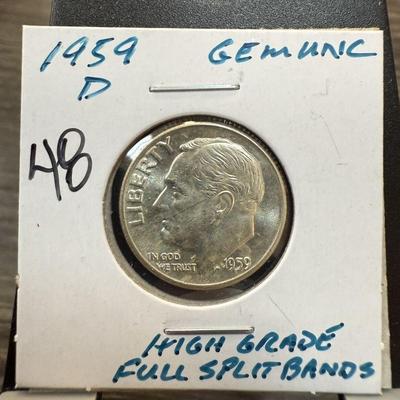 1959 GEM UNC
D
48
LIBERTY
IN GOD
WE TRUST
1959
HIGH GRADE
FULL SPLIT BANDS